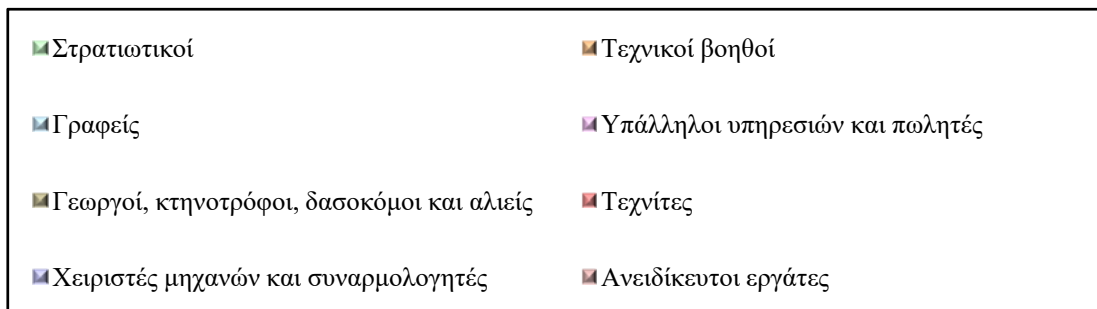 Στρατιωτικοί
Τεχνικοί βοηθοί
Γραφείς
Υπάλληλοι υπηρεσιών και πωλητές
Γεωργοί, κτηνοτρόφοι, δασοκόμοι και αλιείς
Τεχνίτες
Χειριστές μηχανών και συναρμολογητές
Ανειδίκευτοι εργάτες